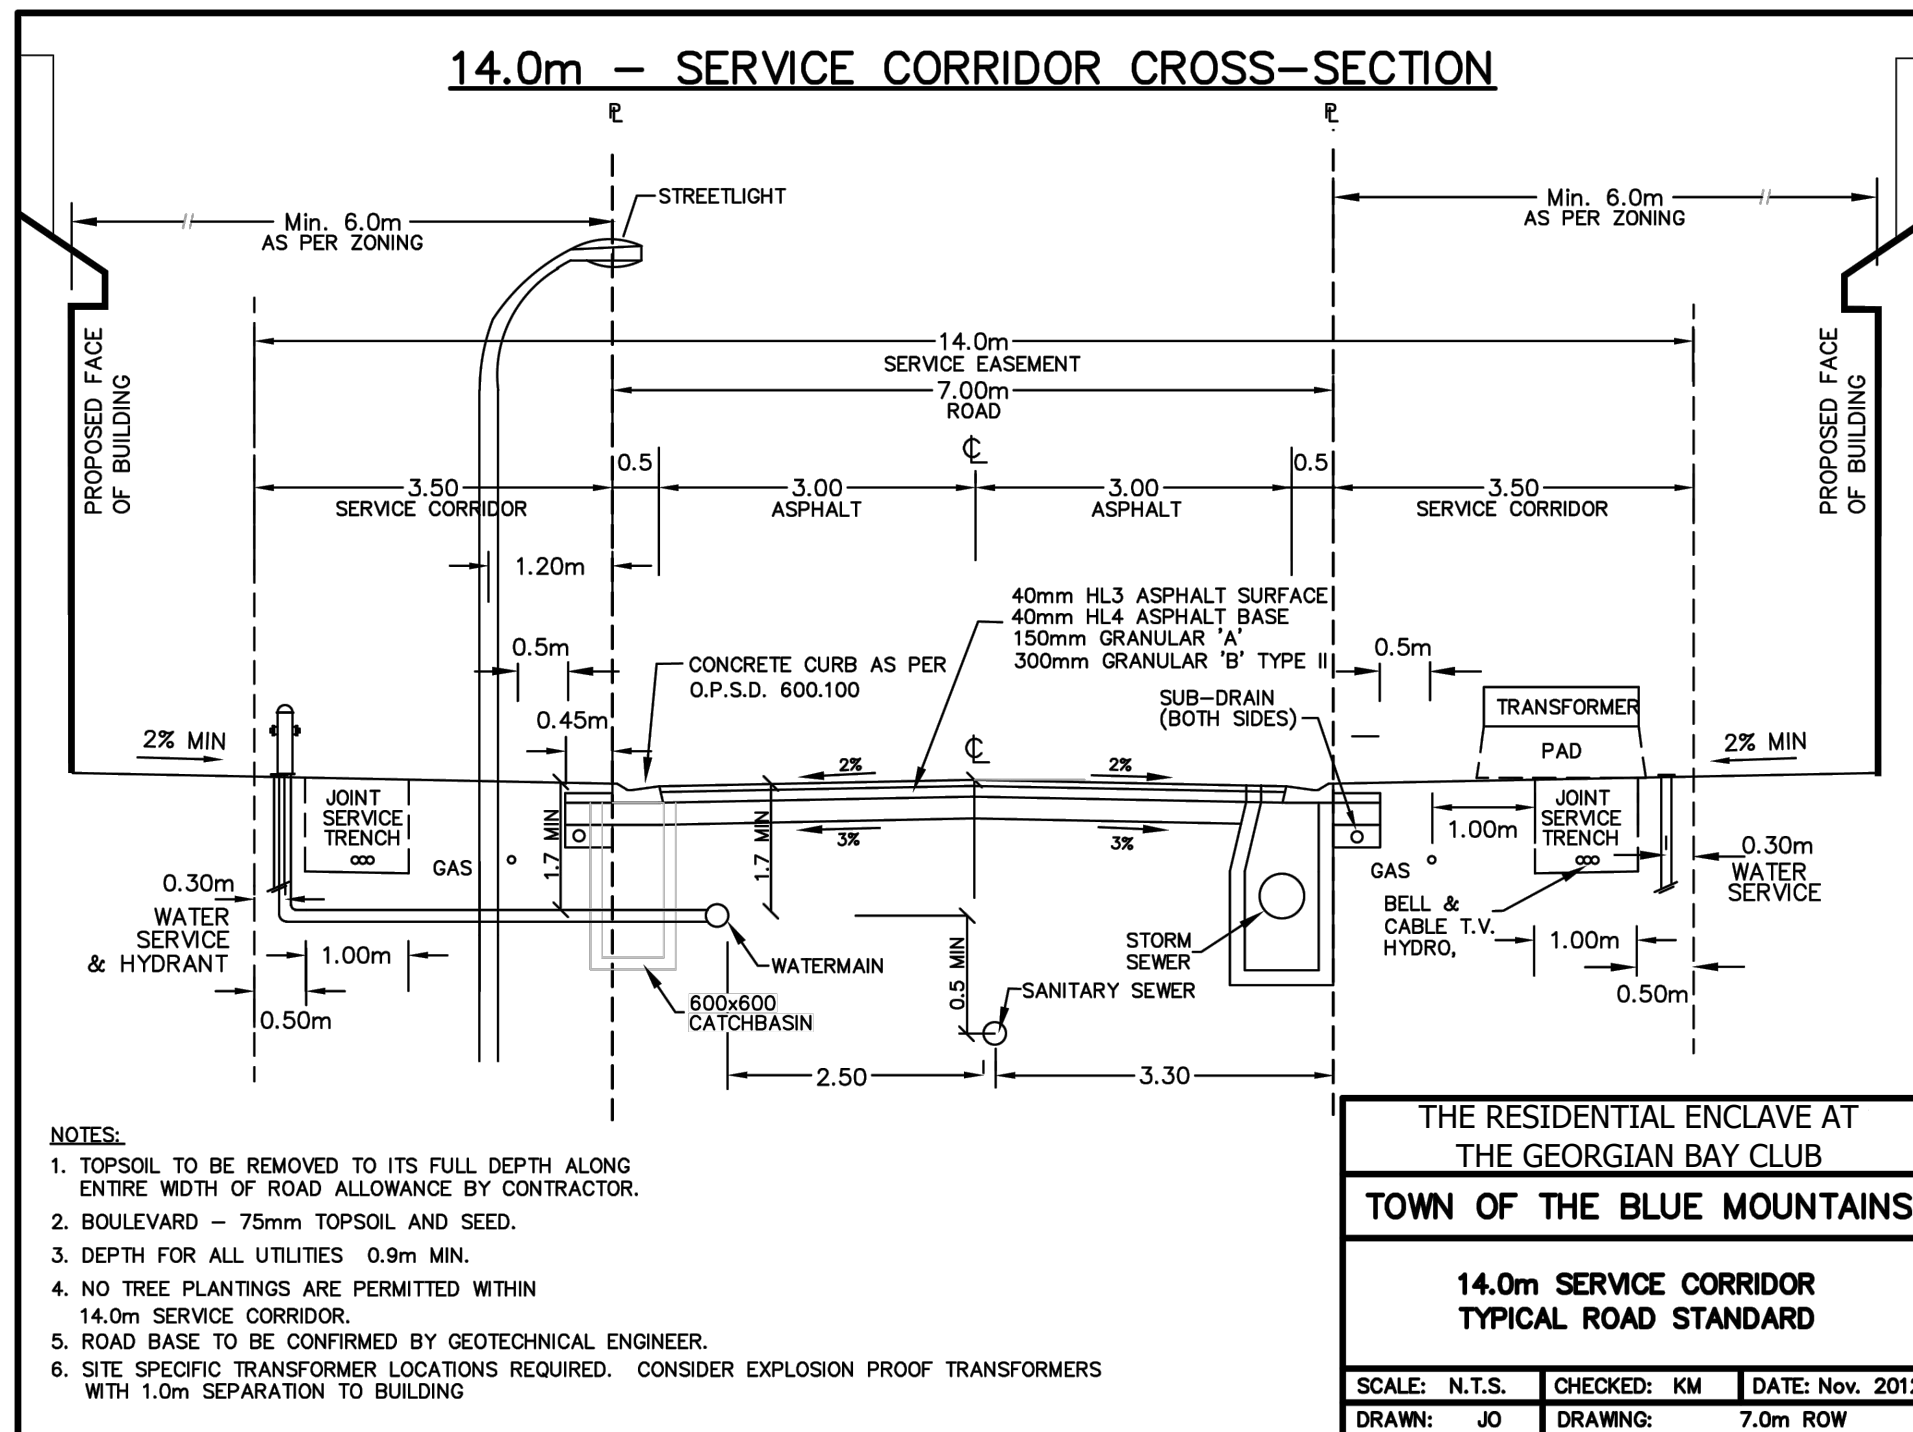 14.0m – SERVICE CORRIDOR CROSS–SECTION
PL
PL
STREETLIGHT
Min. 6.0m
AS PER ZONING
Min. 6.0m
AS PER ZONING
PROPOSED FACE
OF BUILDING
PROPOSED FACE
OF BUILDING
14.0m
SERVICE EASEMENT
7.00m
ROAD
CL
0.5
0.5
3.50
SERVICE CORRIDOR
3.00
ASPHALT
3.00
ASPHALT
3.50
SERVICE CORRIDOR
1.20m
40mm HL3 ASPHALT SURFACE
40mm HL4 ASPHALT BASE
150mm GRANULAR 'A'
300mm GRANULAR 'B' TYPE II
0.5m
0.5m
CONCRETE CURB AS PER
O.P.S.D. 600.100
SUB–DRAIN
(BOTH SIDES)
0.45m
TRANSFORMER
PAD
2% MIN
2% MIN
CL
2%
2%
3%
3%
JOINT
SERVICE
TRENCH
JOINT
SERVICE
TRENCH
1.7 MIN
1.7 MIN
1.00m
GAS
GAS
0.30m
WATER
SERVICE
& HYDRANT
0.30m
WATER
SERVICE
BELL &
CABLE T.V.
HYDRO,
1.00m
1.00m
0.50m
0.50m
STORM
SEWER
WATERMAIN
0.5 MIN
SANITARY SEWER
600x600
CATCHBASIN
2.50
3.30
NOTES:
1. TOPSOIL TO BE REMOVED TO ITS FULL DEPTH ALONG
ENTIRE WIDTH OF ROAD ALLOWANCE BY CONTRACTOR.
2. BOULEVARD – 75mm TOPSOIL AND SEED.
3. DEPTH FOR ALL UTILITIES 0.9m MIN.
4. NO TREE PLANTINGS ARE PERMITTED WITHIN
14.0m SERVICE CORRIDOR.
5. ROAD BASE TO BE CONFIRMED BY GEOTECHNICAL ENGINEER.
6. SITE SPECIFIC TRANSFORMER LOCATIONS REQUIRED. CONSIDER EXPLOSION PROOF TRANSFORMERS
WITH 1.0m SEPARATION TO BUILDING
THE RESIDENTIAL ENCLAVE AT
THE GEORGIAN BAY CLUB
TOWN OF THE BLUE MOUNTAINS
14.0m SERVICE CORRIDOR
TYPICAL ROAD STANDARD
SCALE: N.T.S.
CHECKED: KM
DATE: Nov. 2012
DRAWN: JO
DRAWING: 7.0m ROW